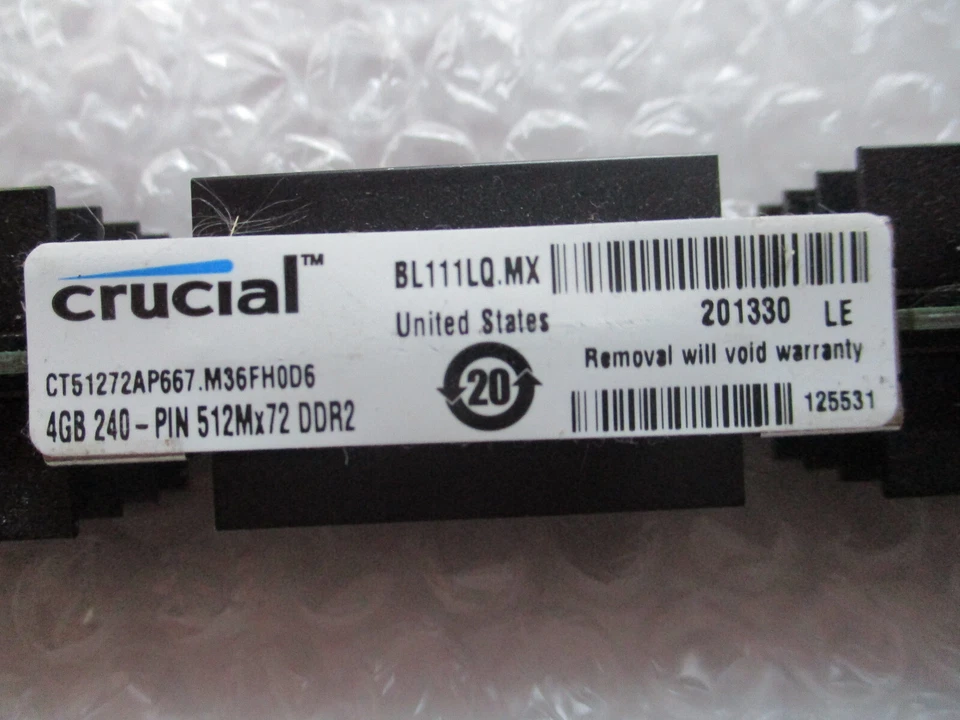 crucial™
BL111LQ.MX
United States
201330 LE
Removal will void warranty
CT51272AP667.M36FH0D6
4GB 240-PIN 512Mx72 DDR2
20
125531